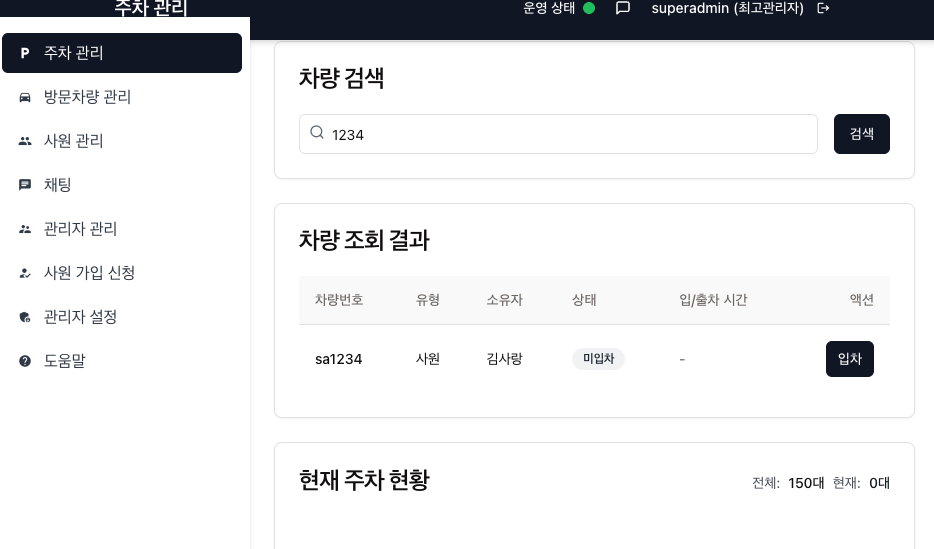 주차 관리
운영 상태 superadmin (최고관리자)
P 주차 관리
방문차량 관리
사원 관리
채팅
관리자 관리
사원 가입 신청
관리자 설정
? 도움말
차량 검색
1234 검색
차량 조회 결과
차량번호 유형 소유자 상태 입/출차 시간 액션
sa1234 사원 김사랑 미입차 - 입차
현재 주차 현황
전체: 150대 현재: 0대